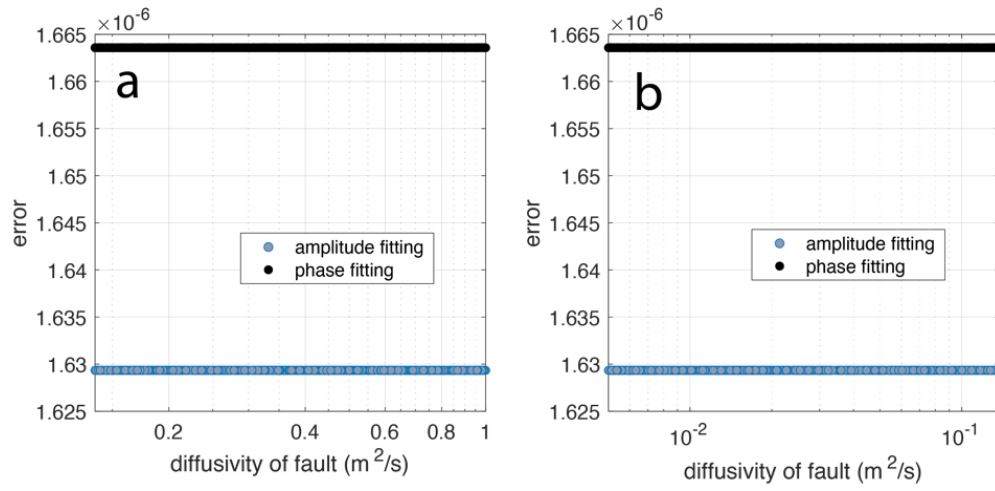 ×10⁻⁶
1.665
1.66
1.655
1.65
1.645
1.64
1.635
1.63
1.625
error
a
amplitude fitting
phase fitting
0.2
0.4
0.6
0.8
1
diffusivity of fault (m²/s)
×10⁻⁶
1.665
1.66
1.655
1.65
1.645
1.64
1.635
1.63
1.625
error
b
amplitude fitting
phase fitting
10⁻²
10⁻¹
diffusivity of fault (m²/s)